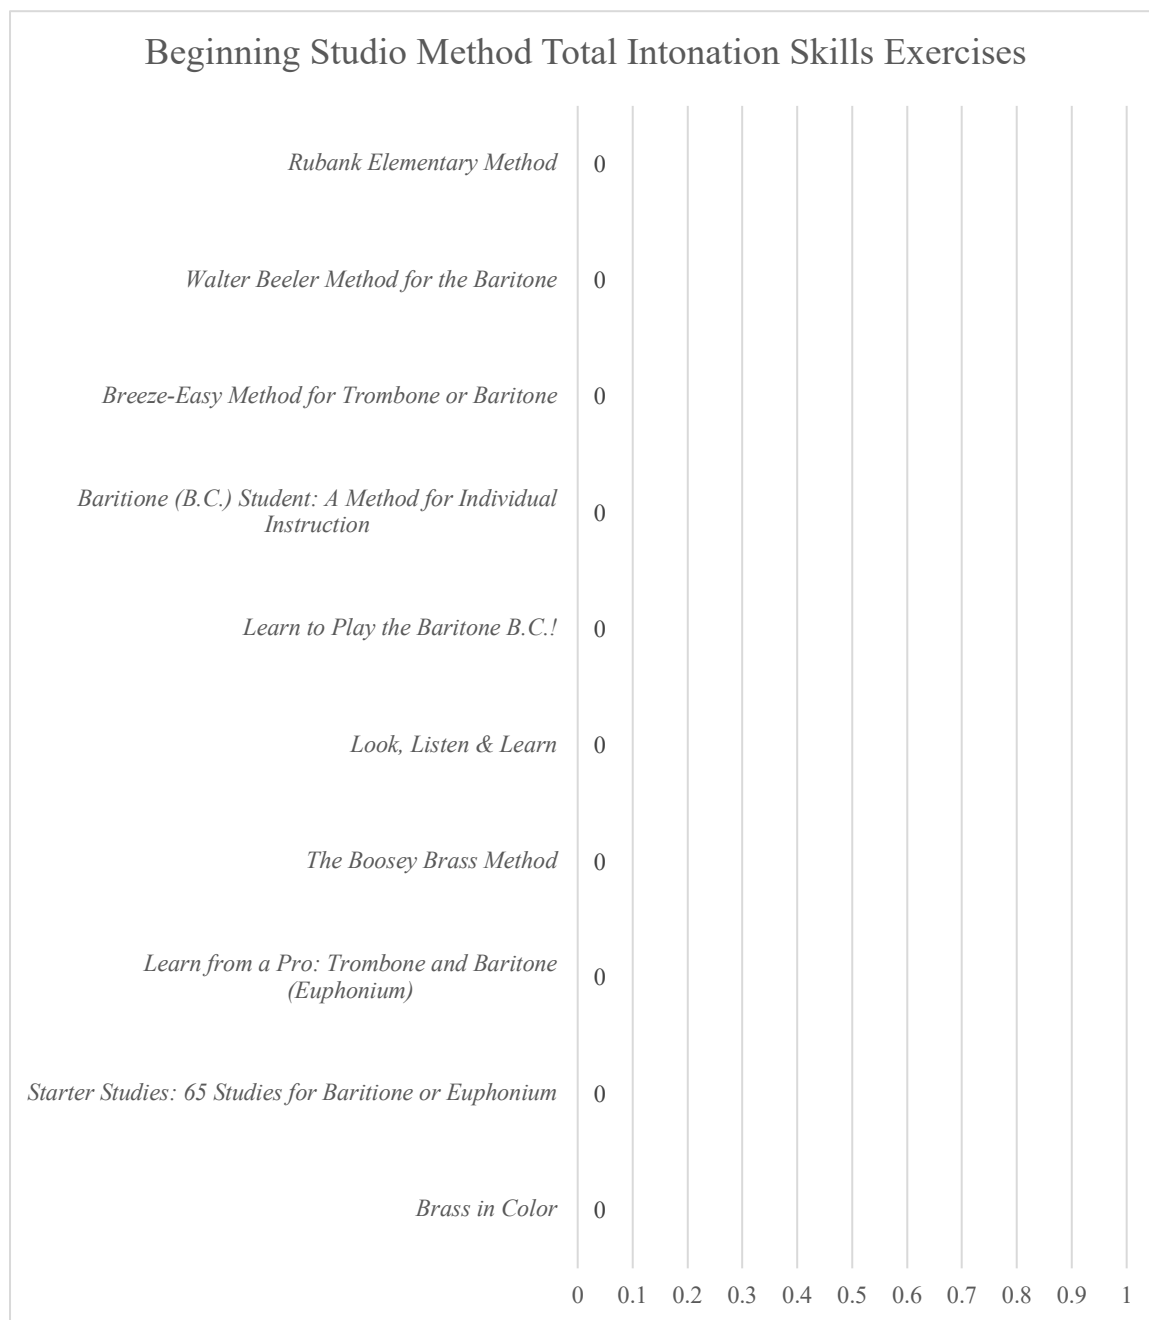 Beginning Studio Method Total Intonation Skills Exercises
Rubank Elementary Method 0
Walter Beeler Method for the Baritone 0
Breeze-Easy Method for Trombone or Baritone 0
Baritione (B.C.) Student: A Method for Individual
Instruction 0
Learn to Play the Baritone B.C.! 0
Look, Listen & Learn 0
The Boosey Brass Method 0
Learn from a Pro: Trombone and Baritone
(Euphonium) 0
Starter Studies: 65 Studies for Baritione or Euphonium 0
Brass in Color 0
0 0.1 0.2 0.3 0.4 0.5 0.6 0.7 0.8 0.9 1